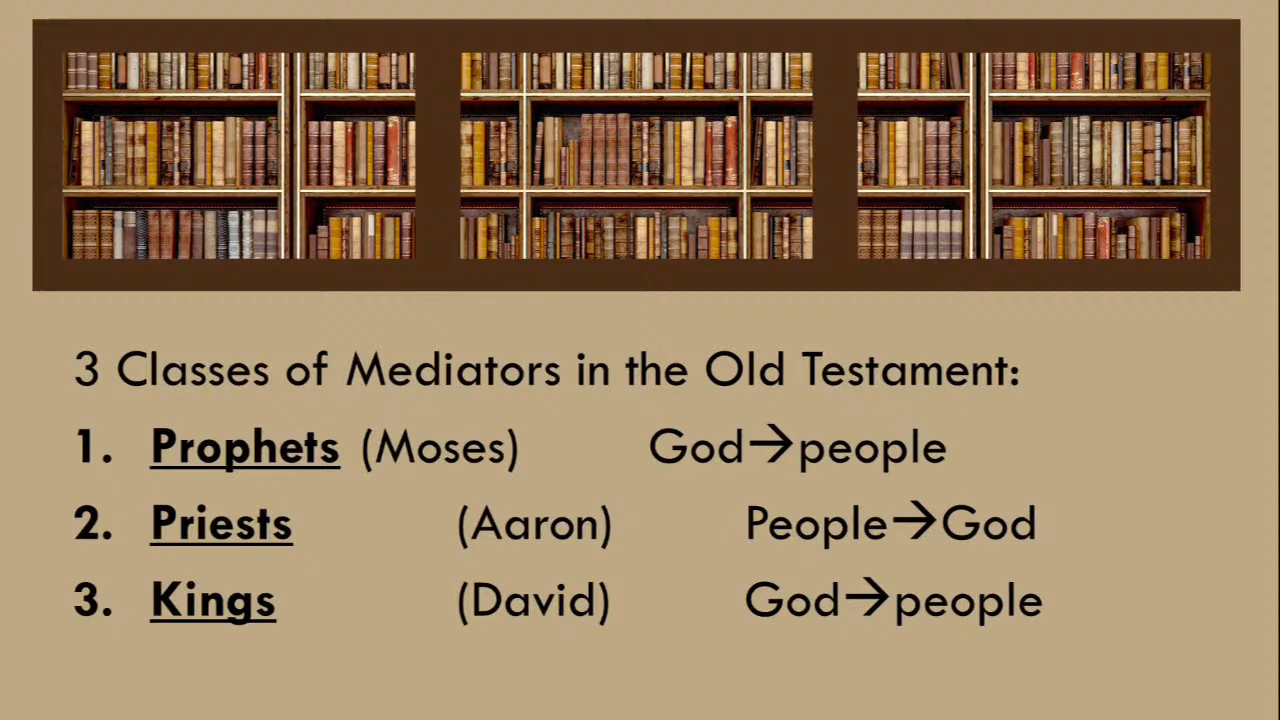 3 Classes of Mediators in the Old Testament:
1. Prophets (Moses) God→people
2. Priests (Aaron) People→God
3. Kings (David) God→people